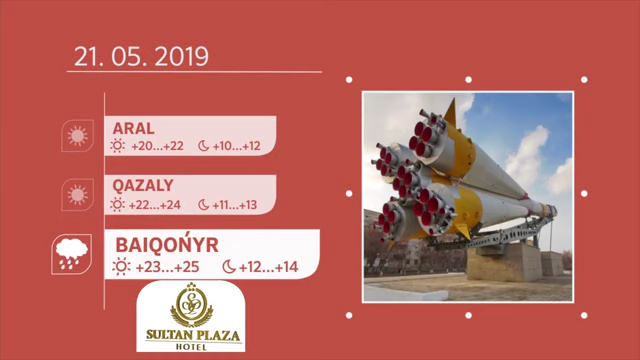 21. 05. 2019
ARAL
+20...+22 +10...+12
QAZALY
+22...+24 +11...+13
BAIQOŃYR
+23...+25 +12...+14
SULTAN PLAZA
HOTEL